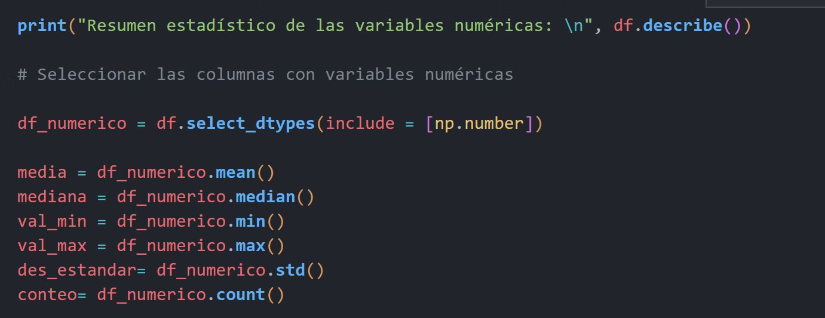 print("Resumen estadístico de las variables numéricas: \n", df.describe())
# Seleccionar las columnas con variables numéricas
df_numerico = df.select_dtypes(include = [np.number])
media = df_numerico.mean()
mediana = df_numerico.median()
val_min = df_numerico.min()
val_max = df_numerico.max()
des_estandar= df_numerico.std()
conteo= df_numerico.count()